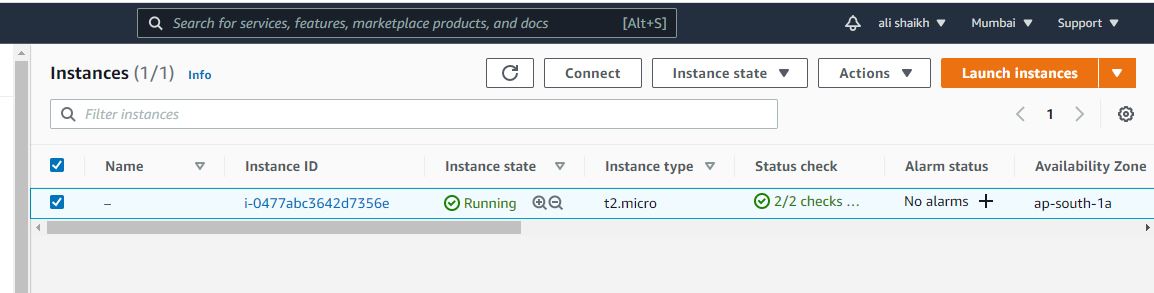 Search for services, features, marketplace products, and docs [Alt+S] ali shaikh Mumbai Support
Instances (1/1) Info Connect Instance state Actions Launch instances
Filter instances 1
Name Instance ID Instance state Instance type Status check Alarm status Availability Zone
– i-0477abc3642d7356e Running t2.micro 2/2 checks ... No alarms + ap-south-1a